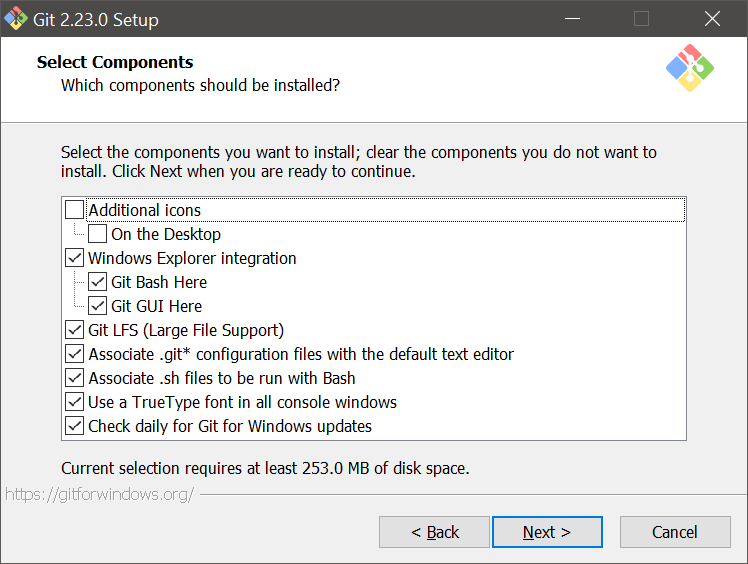 Git 2.23.0 Setup
Select Components
Which components should be installed?
Select the components you want to install; clear the components you do not want to
install. Click Next when you are ready to continue.
Additional icons
On the Desktop
Windows Explorer integration
Git Bash Here
Git GUI Here
Git LFS (Large File Support)
Associate .git* configuration files with the default text editor
Associate .sh files to be run with Bash
Use a TrueType font in all console windows
Check daily for Git for Windows updates
Current selection requires at least 253.0 MB of disk space.
https://gitforwindows.org/
< Back Next > Cancel